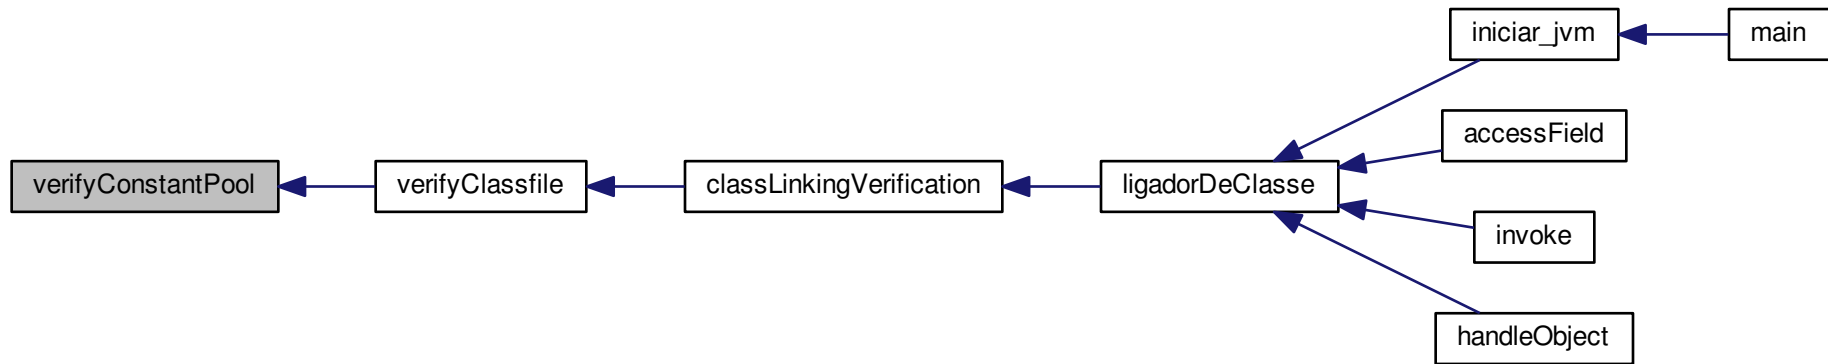 iniciar_jvm
main
accessField
verifyConstantPool
verifyClassfile
classLinkingVerification
ligadorDeClasse
invoke
handleObject